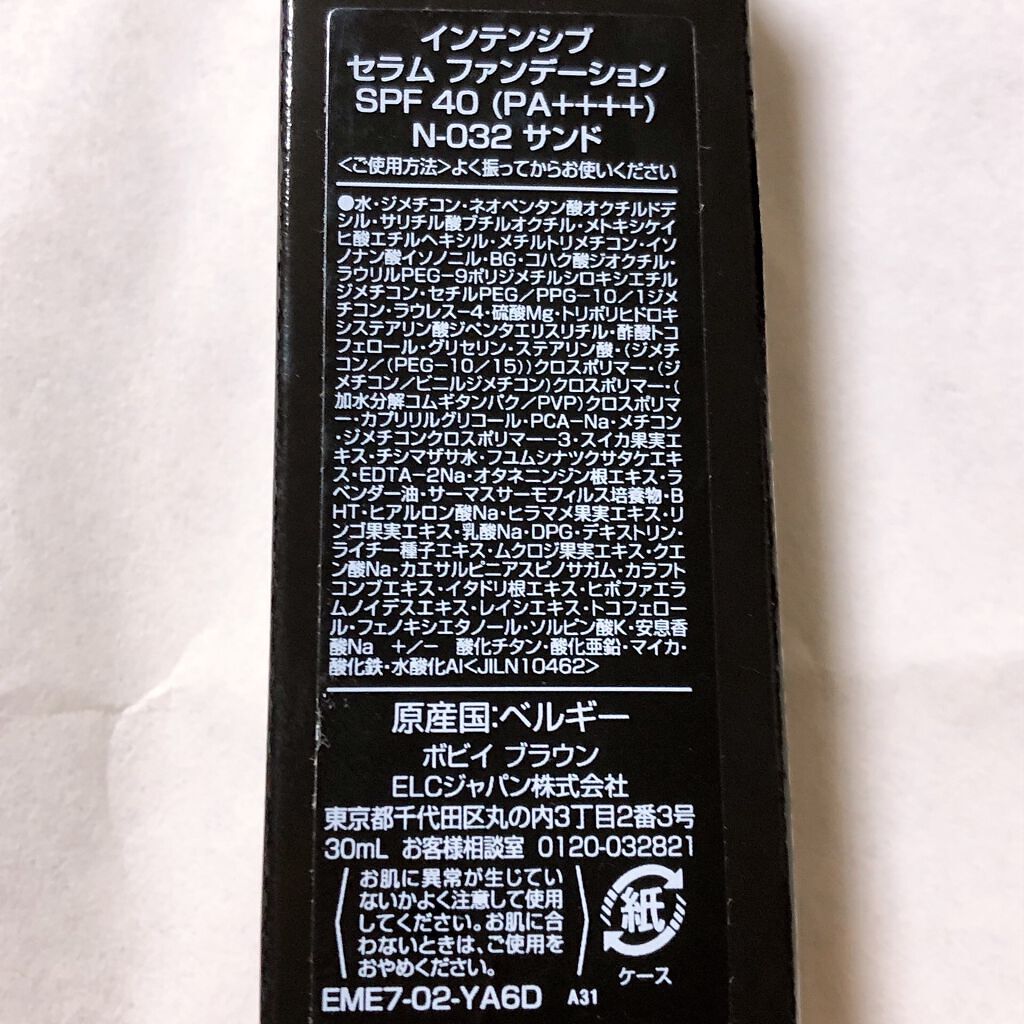 インテンシブ
セラム ファンデーション
SPF 40 (PA++++)
N-032 サンド
<ご使用方法>よく振ってからお使いください
●水・ジメチコン・ネオペンタン酸オクチルドデ
シル・サリチル酸ブチルオクチル・メトキシケイ
ヒ酸エチルヘキシル・メチルトリメチコン・イソ
ノナン酸イソノニル・BG・コハク酸ジオクチル・
ラウリルPEG-9ポリジメチルシロキシエチル
ジメチコン・セチルPEG/PPG-10/1ジメ
チコン・ラウレス-4・硫酸Mg・トリポリヒドロキ
システアリン酸ジペンタエリスリチル・酢酸トコ
フェロール・グリセリン・ステアリン酸・(ジメチ
コン/(PEG-10/15))クロスポリマー・(ジ
メチコン/ビニルジメチコン)クロスポリマー・(
加水分解コムギタンパク/PVP)クロスポリマ
ー・カプリリルグリコール・PCA-Na・メチコン
・ジメチコンクロスポリマー-3・スイカ果実エ
キス・チシマザサ水・フユムシナツクサタケエキ
ス・EDTA-2Na・オタネニンジン根エキス・ラ
ベンダー油・サーマスサーモフィルス培養物・B
HT・ヒアルロン酸Na・ヒラマメ果実エキス・リ
ンゴ果実エキス・乳酸Na・DPG・デキストリン・
ライチー種子エキス・ムクロジ果実エキス・クエ
ン酸Na・カエサルピニアスピノサガム・カラフト
コンブエキス・イタドリ根エキス・ヒポファエラ
ムノイデスエキス・レイシエキス・トコフェロー
ル・フェノキシエタノール・ソルビン酸K・安息香
酸Na +/- 酸化チタン・酸化亜鉛・マイカ・
酸化鉄・水酸化Al<JILN10462>
原産国:ベルギー
ボビイ ブラウン
ELCジャパン株式会社
東京都千代田区丸の内3丁目2番3号
30mL お客様相談室 0120-032821
お肌に異常が生じてい
ないかよく注意して使用
してください。お肌に合
わないときは、ご使用を
おやめください。
紙
ケース
EME7-02-YA6D A31